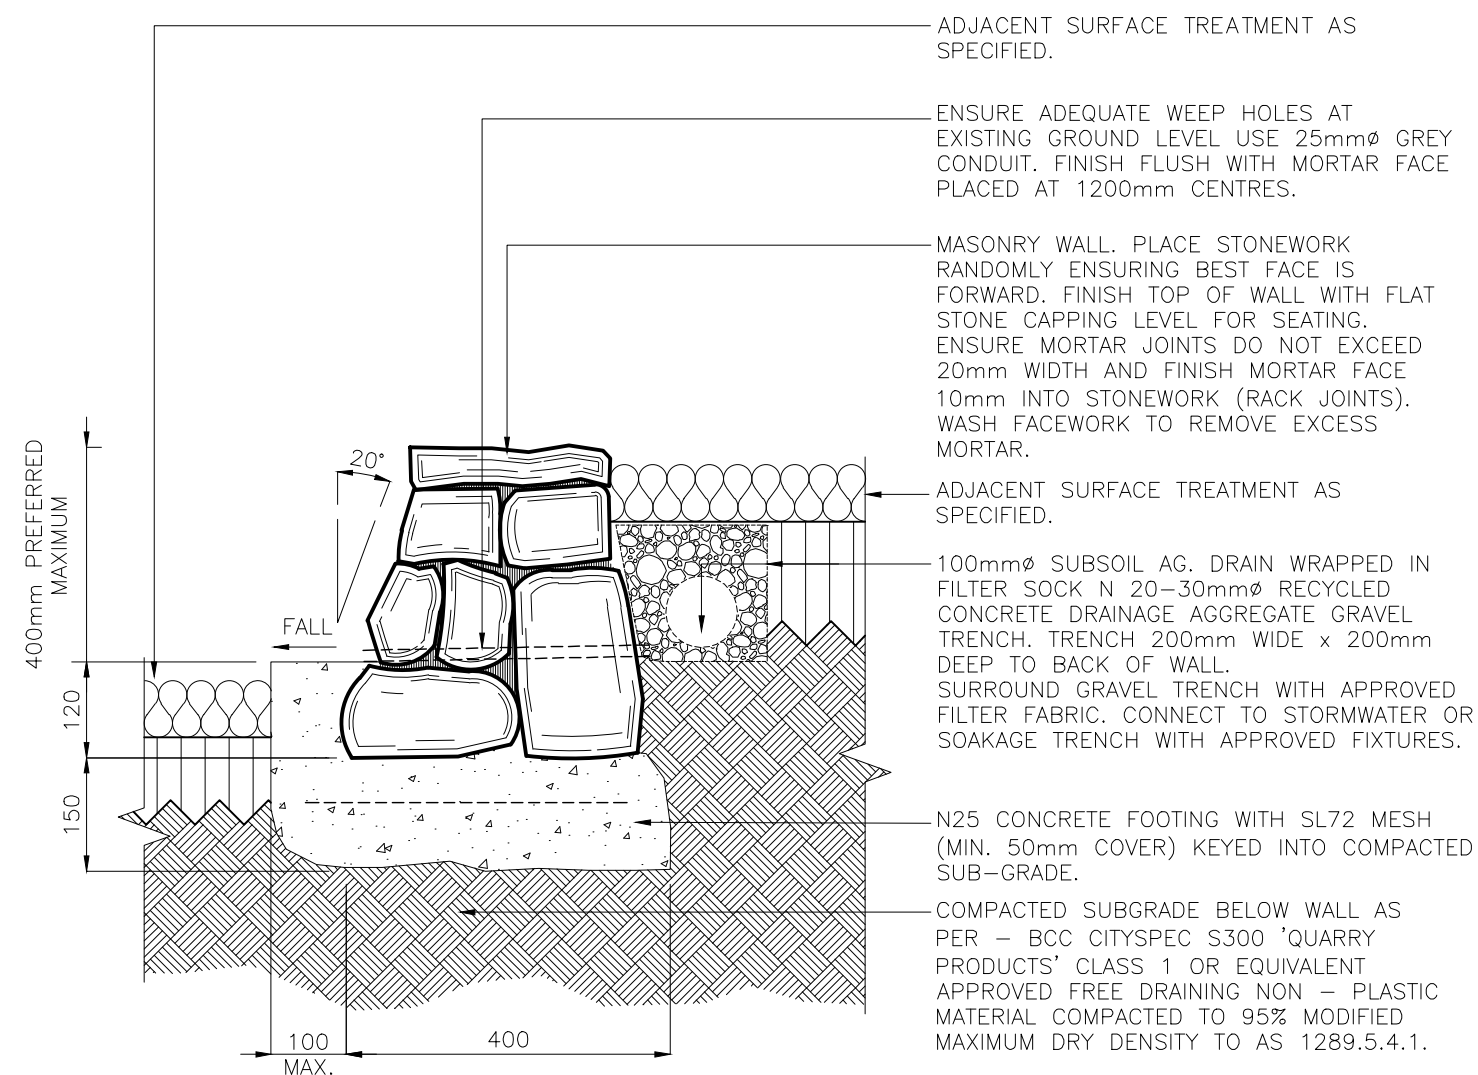 ADJACENT SURFACE TREATMENT AS
SPECIFIED.
ENSURE ADEQUATE WEEP HOLES AT
EXISTING GROUND LEVEL USE 25mmø GREY
CONDUIT. FINISH FLUSH WITH MORTAR FACE
PLACED AT 1200mm CENTRES.
MASONRY WALL. PLACE STONEWORK
RANDOMLY ENSURING BEST FACE IS
FORWARD. FINISH TOP OF WALL WITH FLAT
STONE CAPPING LEVEL FOR SEATING.
ENSURE MORTAR JOINTS DO NOT EXCEED
20mm WIDTH AND FINISH MORTAR FACE
10mm INTO STONEWORK (RACK JOINTS).
WASH FACEWORK TO REMOVE EXCESS
MORTAR.
ADJACENT SURFACE TREATMENT AS
SPECIFIED.
100mmø SUBSOIL AG. DRAIN WRAPPED IN
FILTER SOCK N 20–30mmø RECYCLED
CONCRETE DRAINAGE AGGREGATE GRAVEL
TRENCH. TRENCH 200mm WIDE x 200mm
DEEP TO BACK OF WALL.
SURROUND GRAVEL TRENCH WITH APPROVED
FILTER FABRIC. CONNECT TO STORMWATER OR
SOAKAGE TRENCH WITH APPROVED FIXTURES.
N25 CONCRETE FOOTING WITH SL72 MESH
(MIN. 50mm COVER) KEYED INTO COMPACTED
SUB–GRADE.
COMPACTED SUBGRADE BELOW WALL AS
PER – BCC CITYSPEC S300 'QUARRY
PRODUCTS' CLASS 1 OR EQUIVALENT
APPROVED FREE DRAINING NON – PLASTIC
MATERIAL COMPACTED TO 95% MODIFIED
MAXIMUM DRY DENSITY TO AS 1289.5.4.1.
400mm PREFERRED
MAXIMUM
20°
FALL
120
150
100
MAX.
400